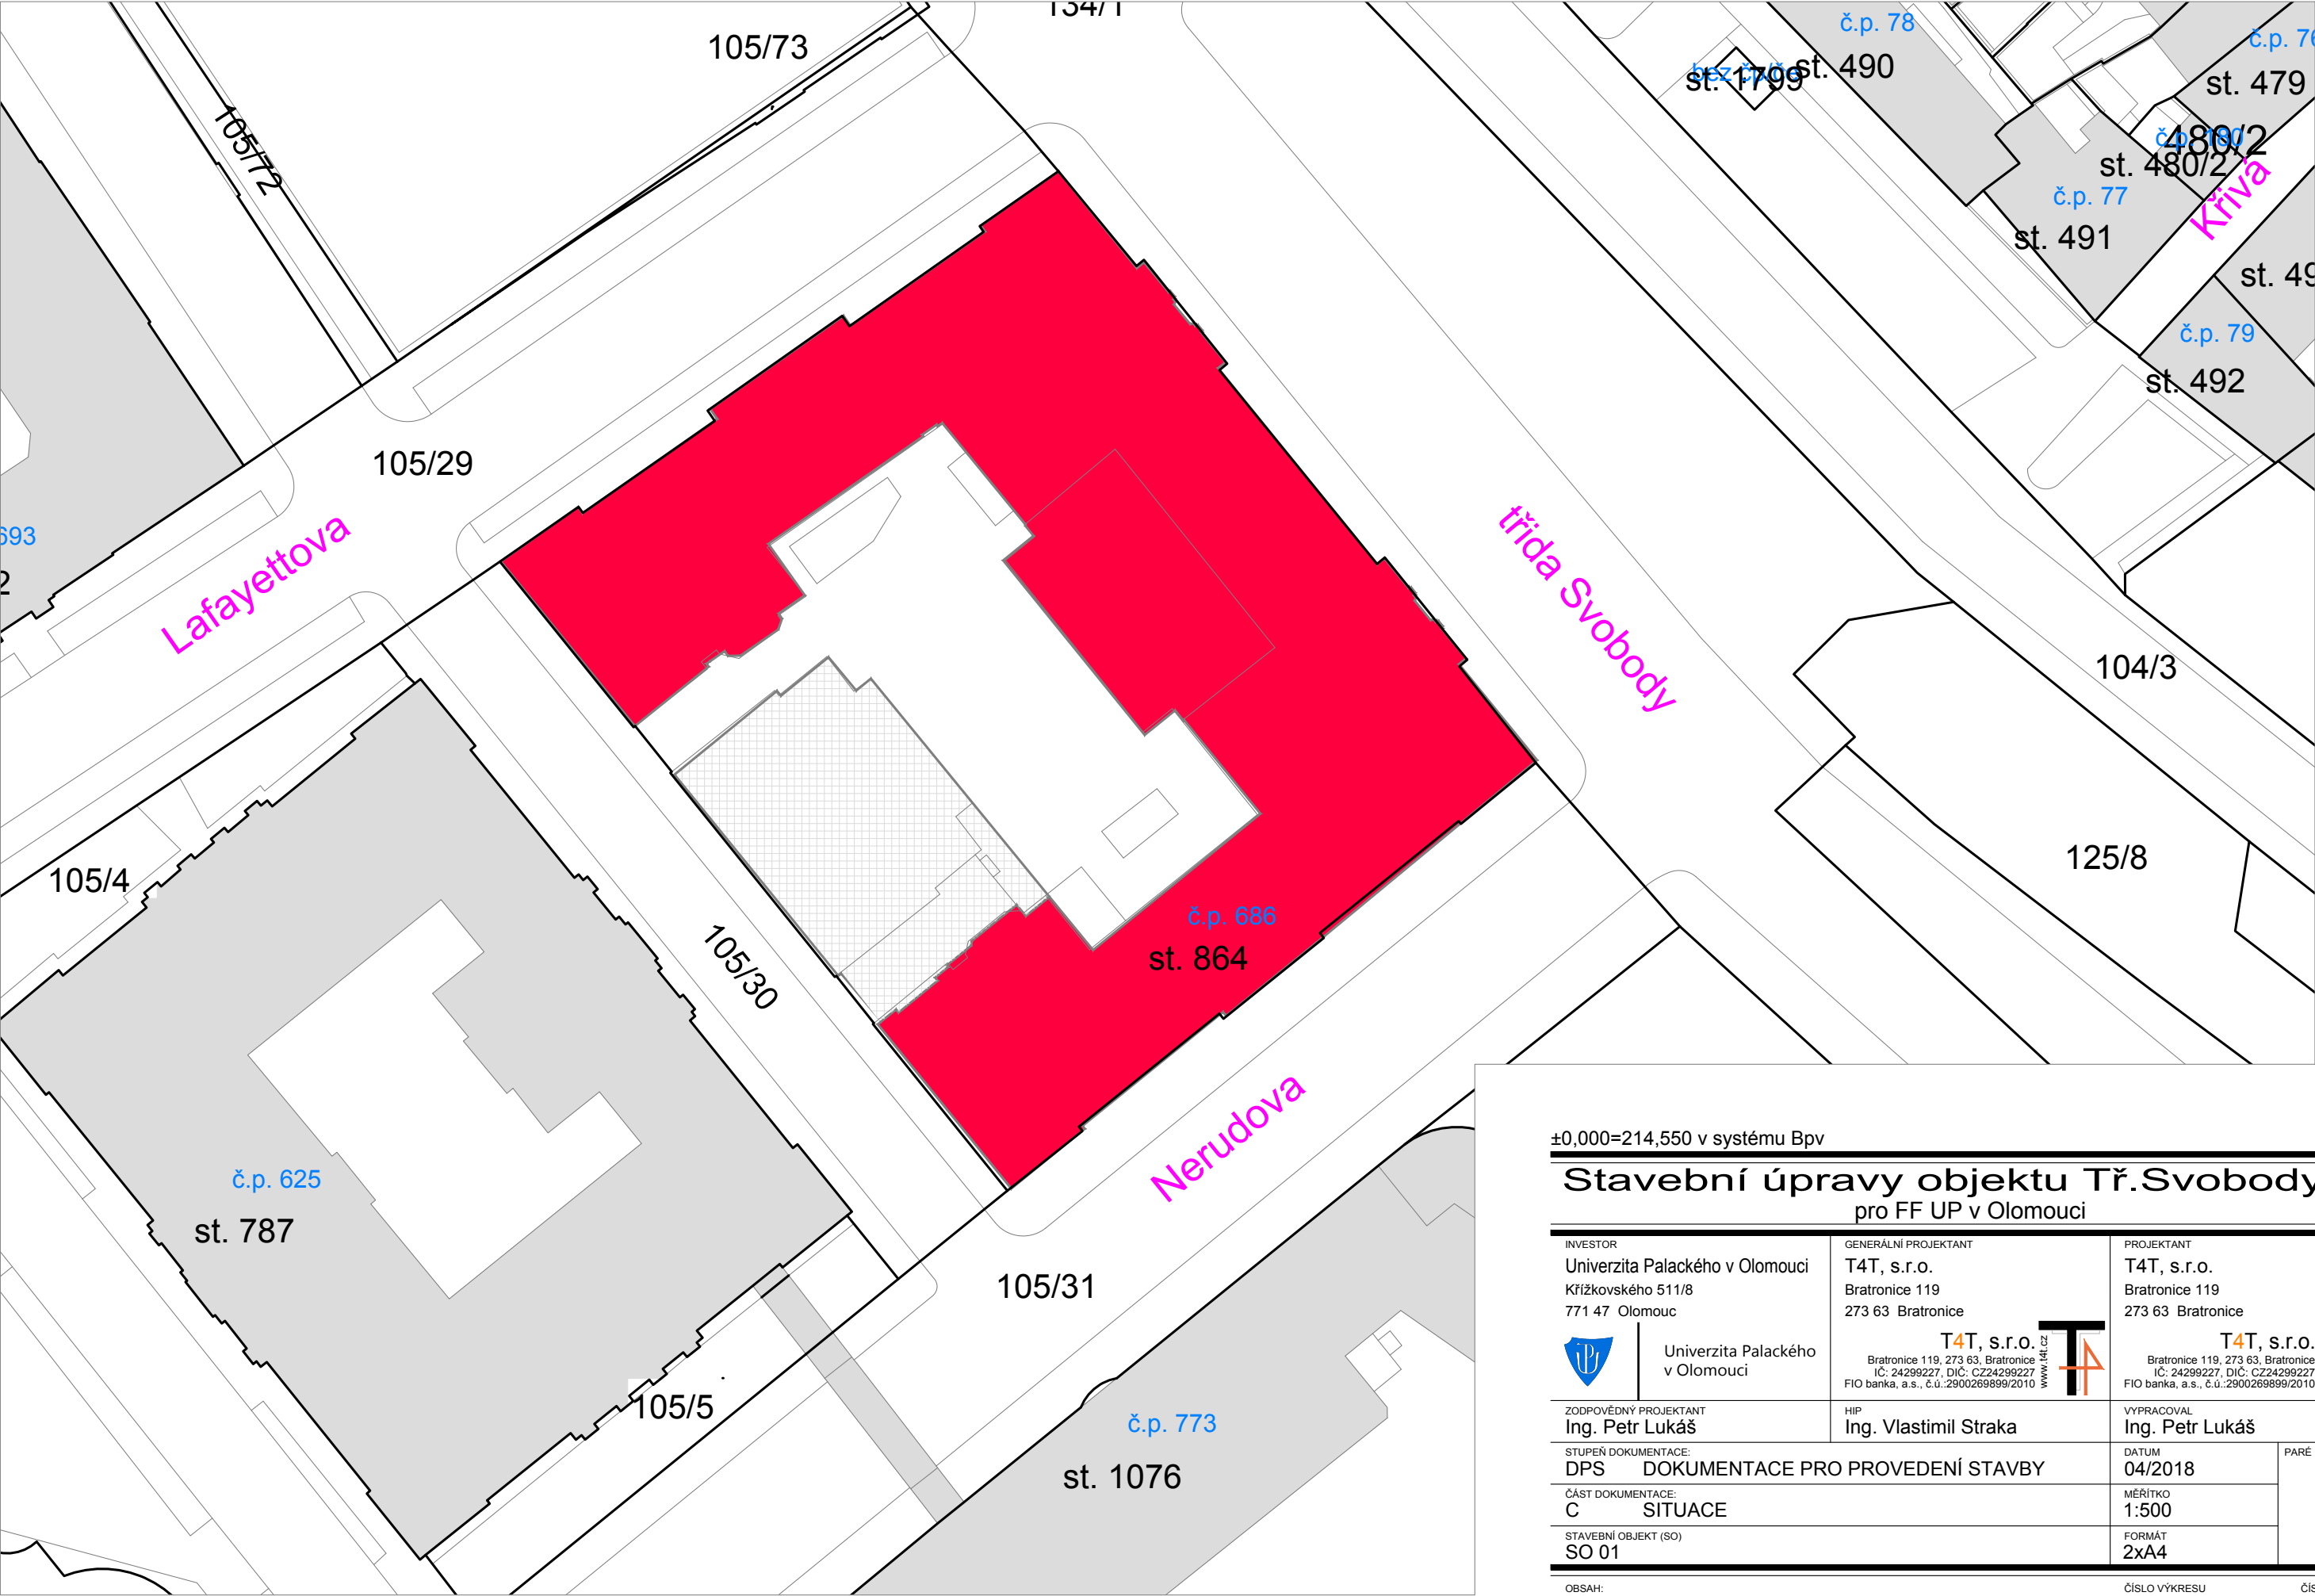 134/1
105/73
č.p. 78
bez čp/če
st. 1799
st. 490
č.p. 76
st. 479
105/72
č.p. 180
480/2
st. 480/2
Křivá
č.p. 77
st. 491
st. 49
č.p. 79
st. 492
105/29
693
2
Lafayettova
třída Svobody
104/3
125/8
105/4
105/30
č.p. 686
st. 864
Nerudova
č.p. 625
st. 787
105/31
105/5
č.p. 773
st. 1076
±0,000=214,550 v systému Bpv
Stavební úpravy objektu Tř.Svobody
pro FF UP v Olomouci
INVESTOR
Univerzita Palackého v Olomouci
Křížkovského 511/8
771 47 Olomouc
Univerzita Palackého
v Olomouci
GENERÁLNÍ PROJEKTANT
T4T, s.r.o.
Bratronice 119
273 63 Bratronice
T4T, s.r.o.
Bratronice 119, 273 63, Bratronice
IČ: 24299227, DIČ: CZ24299227
FIO banka, a.s., č.ú.:2900269899/2010
www.t4t.cz
PROJEKTANT
T4T, s.r.o.
Bratronice 119
273 63 Bratronice
T4T, s.r.o.
Bratronice 119, 273 63, Bratronice
IČ: 24299227, DIČ: CZ24299227
FIO banka, a.s., č.ú.:2900269899/2010
ZODPOVĚDNÝ PROJEKTANT
Ing. Petr Lukáš
HIP
Ing. Vlastimil Straka
VYPRACOVAL
Ing. Petr Lukáš
STUPEŇ DOKUMENTACE:
DPS DOKUMENTACE PRO PROVEDENÍ STAVBY
DATUM
04/2018
PARÉ
ČÁST DOKUMENTACE:
C SITUACE
MĚŘÍTKO
1:500
STAVEBNÍ OBJEKT (SO)
SO 01
FORMÁT
2xA4
OBSAH:
ČÍSLO VÝKRESU
ČÍS